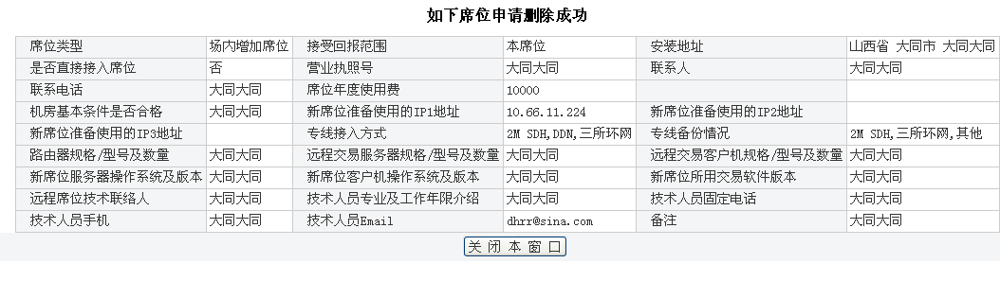 如下席位申请删除成功
席位类型 场内增加席位 接受回报范围 本席位 安装地址 山西省 大同市 大同大同
是否直接接入席位 否 营业执照号 大同大同 联系人 大同大同
联系电话 大同大同 席位年度使用费 10000
机房基本条件是否合格 大同大同 新席位准备使用的IP1地址 10.66.11.224 新席位准备使用的IP2地址
新席位准备使用的IP3地址 专线接入方式 2M SDH,DDN,三所环网 专线备份情况 2M SDH,三所环网,其他
路由器规格/型号及数量 大同大同 远程交易服务器规格/型号及数量 大同大同 远程交易客户机规格/型号及数量 大同大同
新席位服务器操作系统及版本 大同大同 新席位客户机操作系统及版本 大同大同 新席位所用交易软件版本 大同大同
远程席位技术联络人 大同大同 技术人员专业及工作年限介绍 大同大同 技术人员固定电话 大同大同
技术人员手机 大同大同 技术人员Email dhrr@sina.com 备注 大同大同
关 闭 本 窗 口